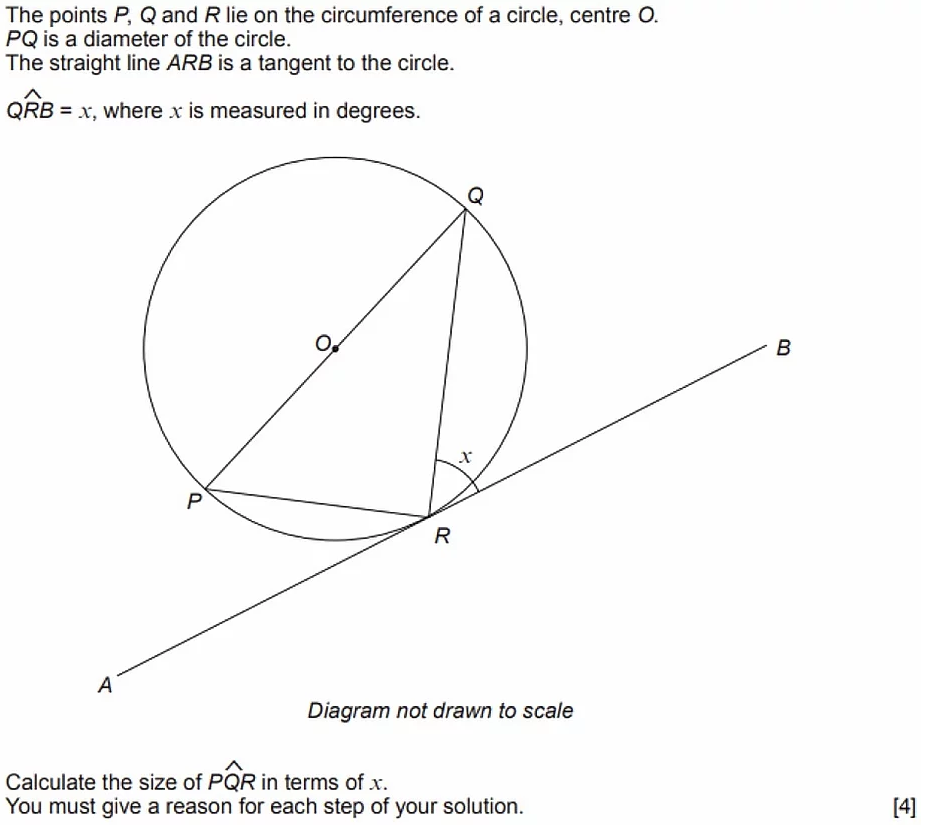 The points P, Q and R lie on the circumference of a circle, centre O.
PQ is a diameter of the circle.
The straight line ARB is a tangent to the circle.
QR̂B = x, where x is measured in degrees.
Q
O
B
x
P
R
A
Diagram not drawn to scale
Calculate the size of PQ̂R in terms of x.
You must give a reason for each step of your solution. [4]